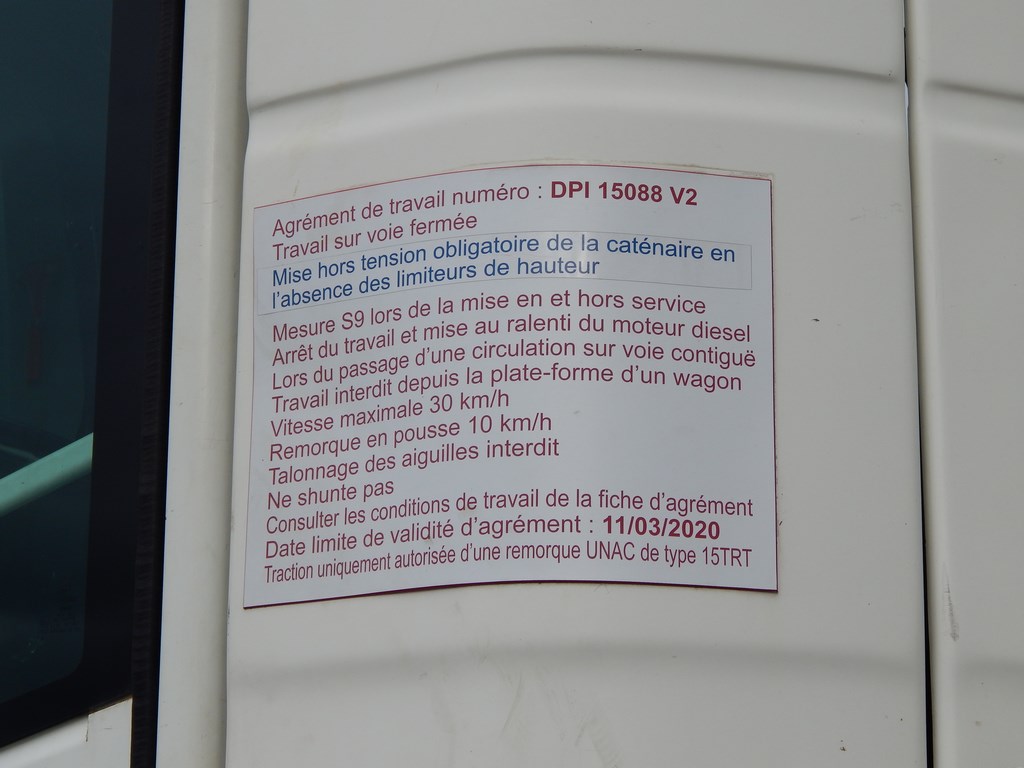 Agrément de travail numéro : DPI 15088 V2
Travail sur voie fermée
Mise hors tension obligatoire de la caténaire en
l'absence des limiteurs de hauteur
Mesure S9 lors de la mise en et hors service
Arrêt du travail et mise au ralenti du moteur diesel
Lors du passage d'une circulation sur voie contiguë
Travail interdit depuis la plate-forme d'un wagon
Vitesse maximale 30 km/h
Remorque en pousse 10 km/h
Talonnage des aiguilles interdit
Ne shunte pas
Consulter les conditions de travail de la fiche d'agrément
Date limite de validité d'agrément : 11/03/2020
Traction uniquement autorisée d'une remorque UNAC de type 15TRT